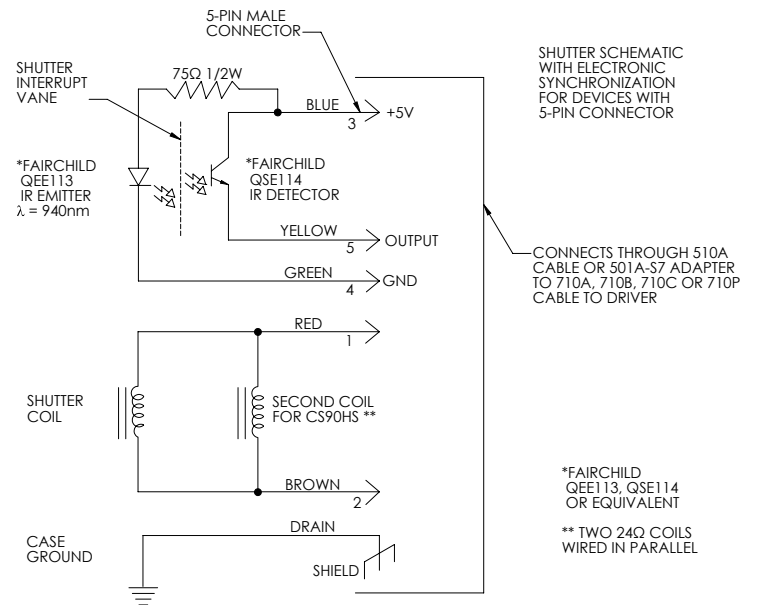 5-PIN MALE
CONNECTOR
SHUTTER SCHEMATIC
WITH ELECTRONIC
SYNCHRONIZATION
FOR DEVICES WITH
5-PIN CONNECTOR
SHUTTER
INTERRUPT
VANE
75Ω 1/2W
BLUE
3
+5V
*FAIRCHILD
QEE113
IR EMITTER
λ = 940nm
*FAIRCHILD
QSE114
IR DETECTOR
YELLOW
5
OUTPUT
GREEN
4
GND
CONNECTS THROUGH 510A
CABLE OR 501A-S7 ADAPTER
TO 710A, 710B, 710C OR 710P
CABLE TO DRIVER
RED
1
SHUTTER
COIL
SECOND COIL
FOR CS90HS **
BROWN
2
*FAIRCHILD
QEE113, QSE114
OR EQUIVALENT
** TWO 24Ω COILS
WIRED IN PARALLEL
CASE
GROUND
DRAIN
SHIELD